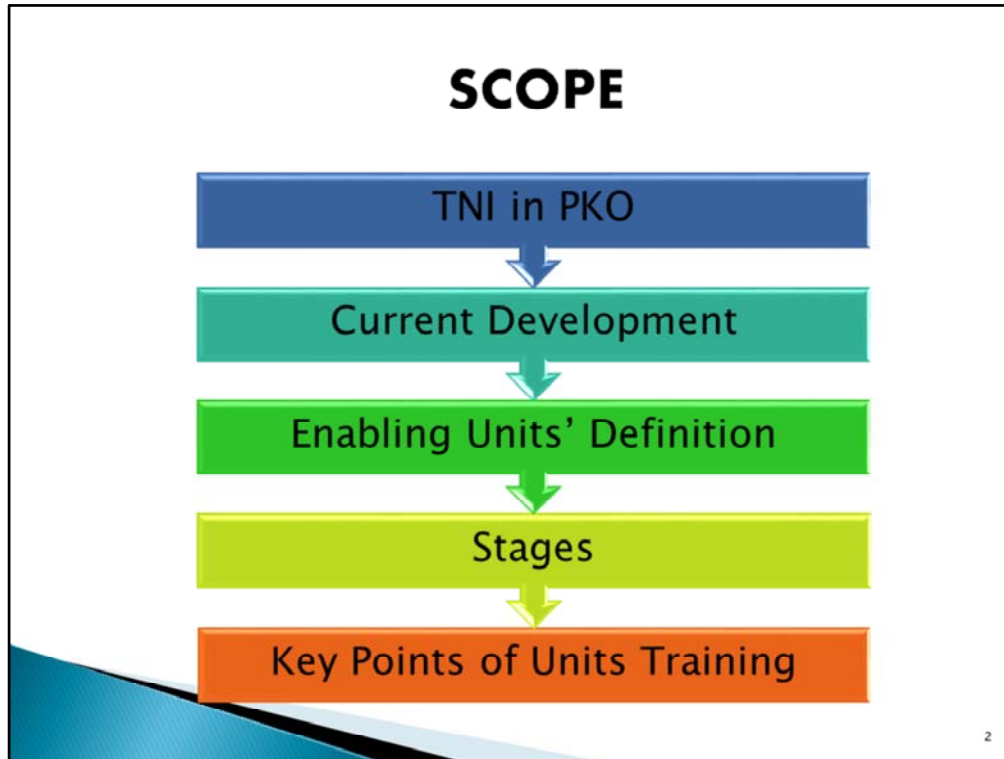 SCOPE
TNI in PKO
Current Development
Enabling Units’ Definition
Stages
Key Points of Units Training
2